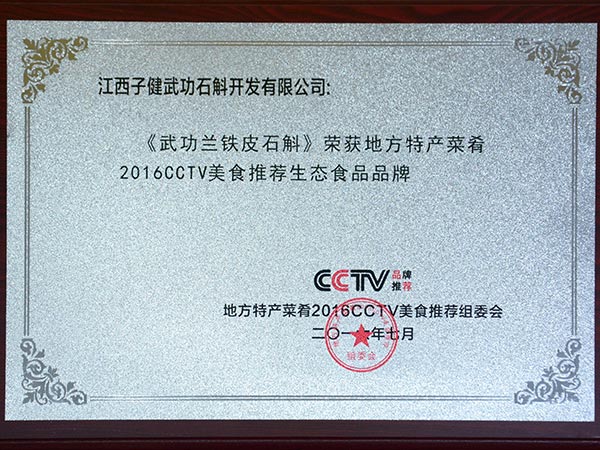 江西子健武功石斛开发有限公司:
《武功兰铁皮石斛》荣获地方特产菜肴
2016CCTV美食推荐生态食品品牌
CCTV 品牌
推荐
地方特产菜肴2016CCTV美食推荐组委会
二〇一六年七月
组委会